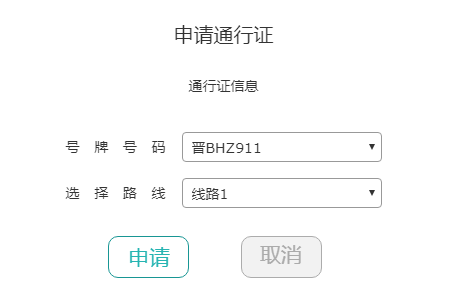 申请通行证
通行证信息
号 牌 号 码 晋BHZ911
选 择 路 线 线路1
申请 取消